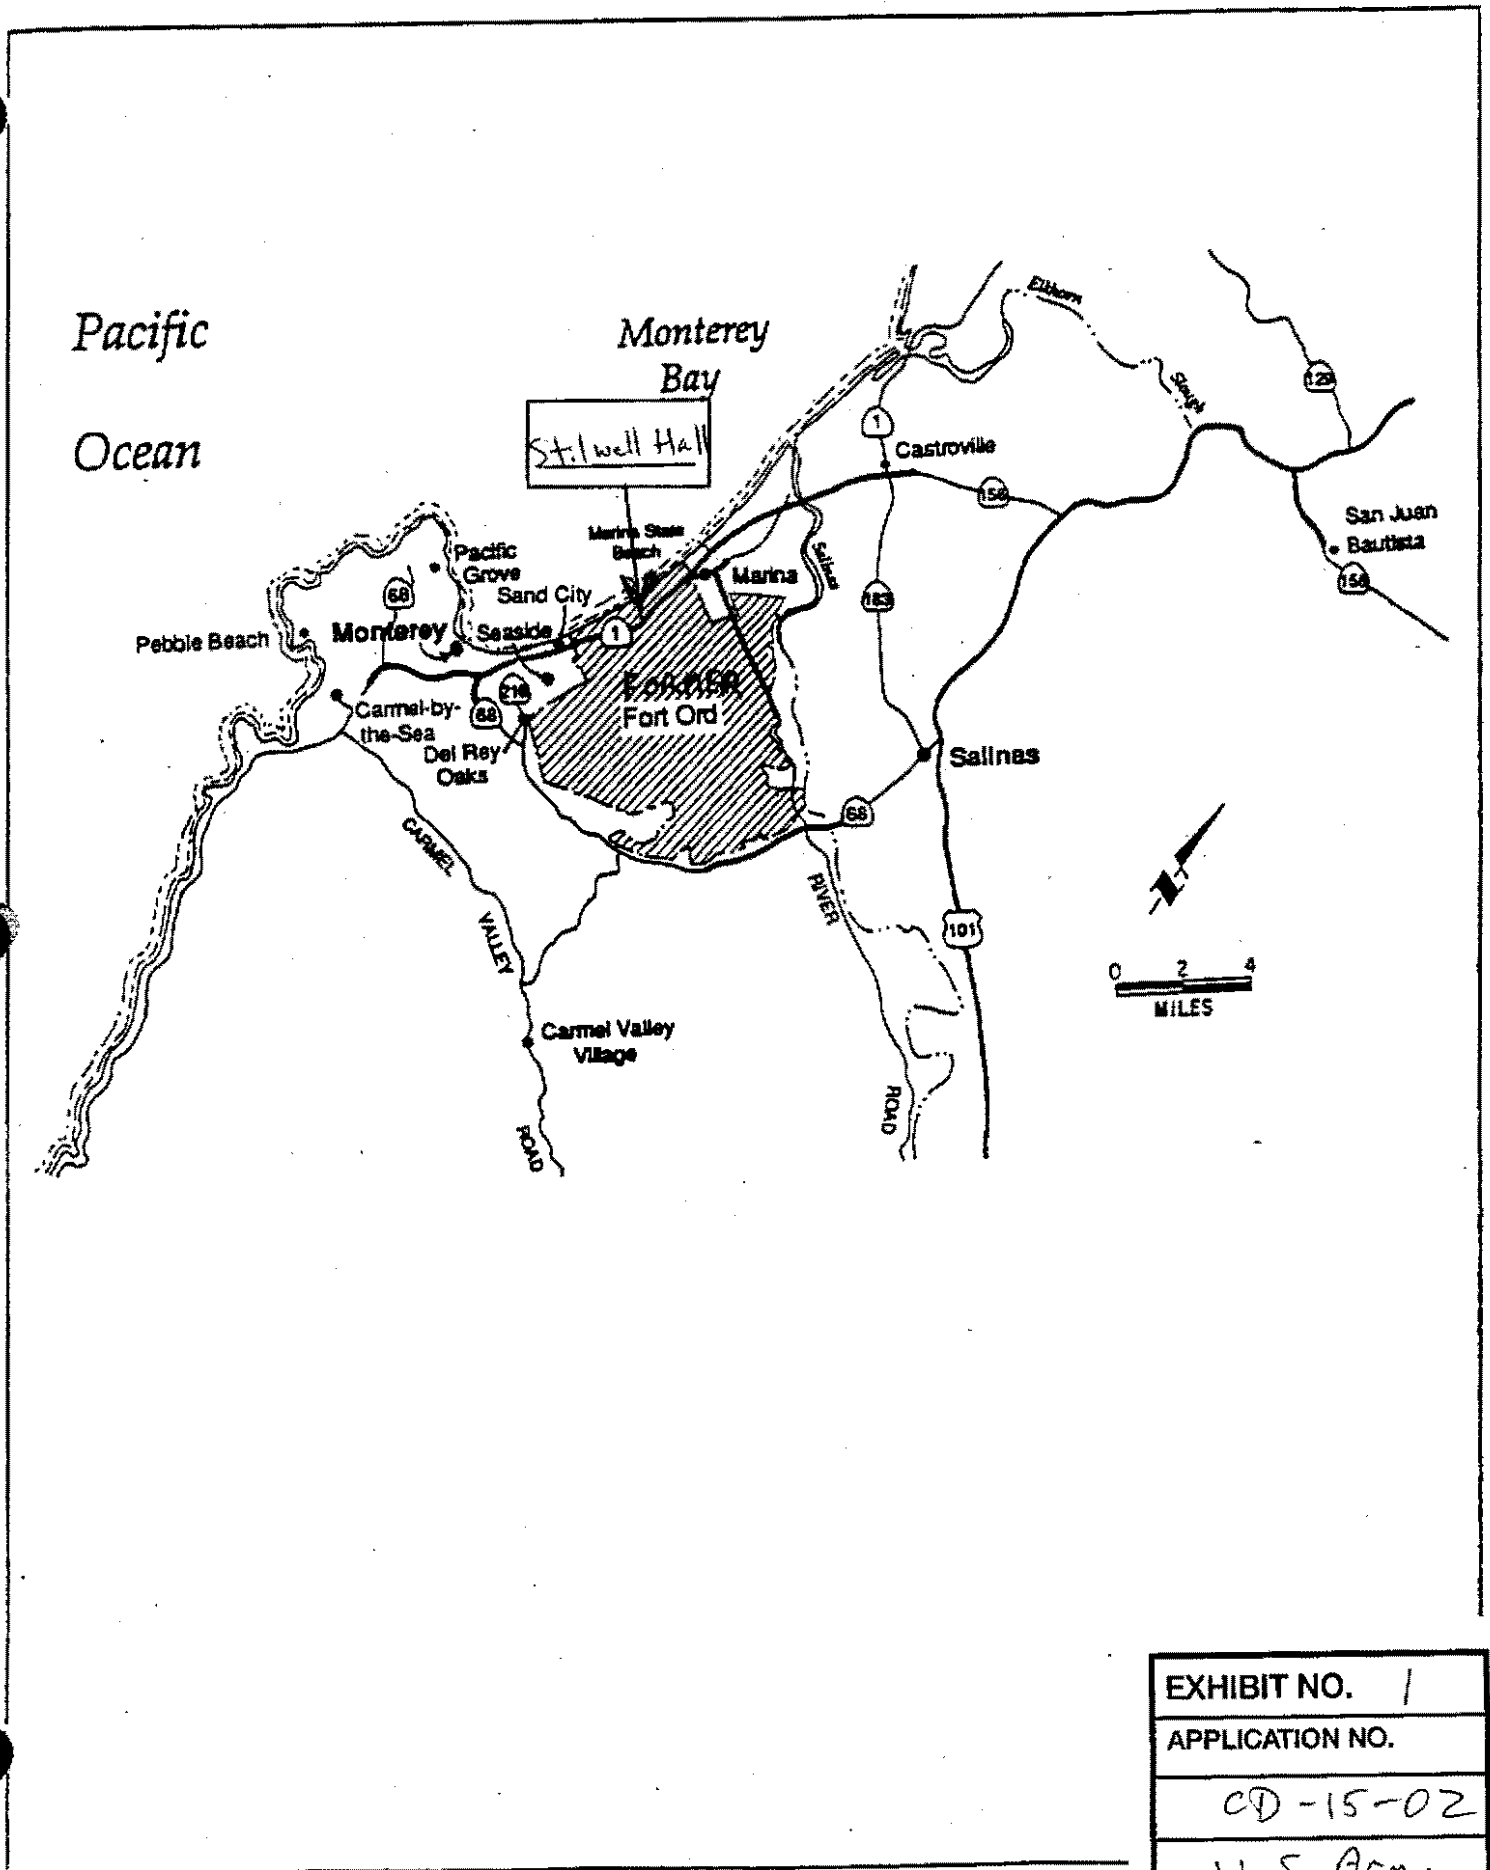 Pacific
Ocean
Monterey
Bay
Stilwell Hall
Elkhorn
Slough
129
1
Castroville
156
San Juan
Bautista
156
Marina State
Beach
Marina
Salinas
183
Pacific
Grove
Sand City
68
Pebble Beach
Monterey
Seaside
1
218
68
FORMER
Fort Ord
Carmel-by-
the-Sea
Del Rey
Oaks
Salinas
68
CARMEL
VALLEY
ROAD
RIVER
ROAD
101
0 2 4
MILES
Carmel Valley
Village
EXHIBIT NO. 1
APPLICATION NO.
CD-15-02
U.S. Army